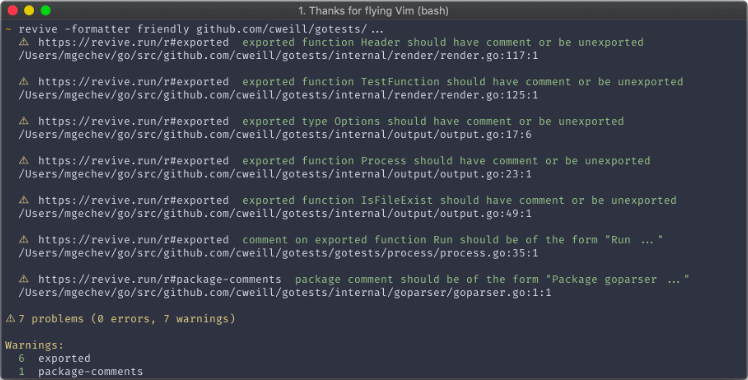 1. Thanks for flying Vim (bash)
~ revive -formatter friendly github.com/cweill/gotests/...
⚠ https://revive.run/r#exported exported function Header should have comment or be unexported
/Users/mgechev/go/src/github.com/cweill/gotests/internal/render/render.go:117:1
⚠ https://revive.run/r#exported exported function TestFunction should have comment or be unexported
/Users/mgechev/go/src/github.com/cweill/gotests/internal/render/render.go:125:1
⚠ https://revive.run/r#exported exported type Options should have comment or be unexported
/Users/mgechev/go/src/github.com/cweill/gotests/internal/output/output.go:17:6
⚠ https://revive.run/r#exported exported function Process should have comment or be unexported
/Users/mgechev/go/src/github.com/cweill/gotests/internal/output/output.go:23:1
⚠ https://revive.run/r#exported exported function IsFileExist should have comment or be unexported
/Users/mgechev/go/src/github.com/cweill/gotests/internal/output/output.go:49:1
⚠ https://revive.run/r#exported comment on exported function Run should be of the form "Run ..."
/Users/mgechev/go/src/github.com/cweill/gotests/gotests/process/process.go:35:1
⚠ https://revive.run/r#package-comments package comment should be of the form "Package goparser ..."
/Users/mgechev/go/src/github.com/cweill/gotests/internal/goparser/goparser.go:1:1
⚠ 7 problems (0 errors, 7 warnings)
Warnings:
6 exported
1 package-comments